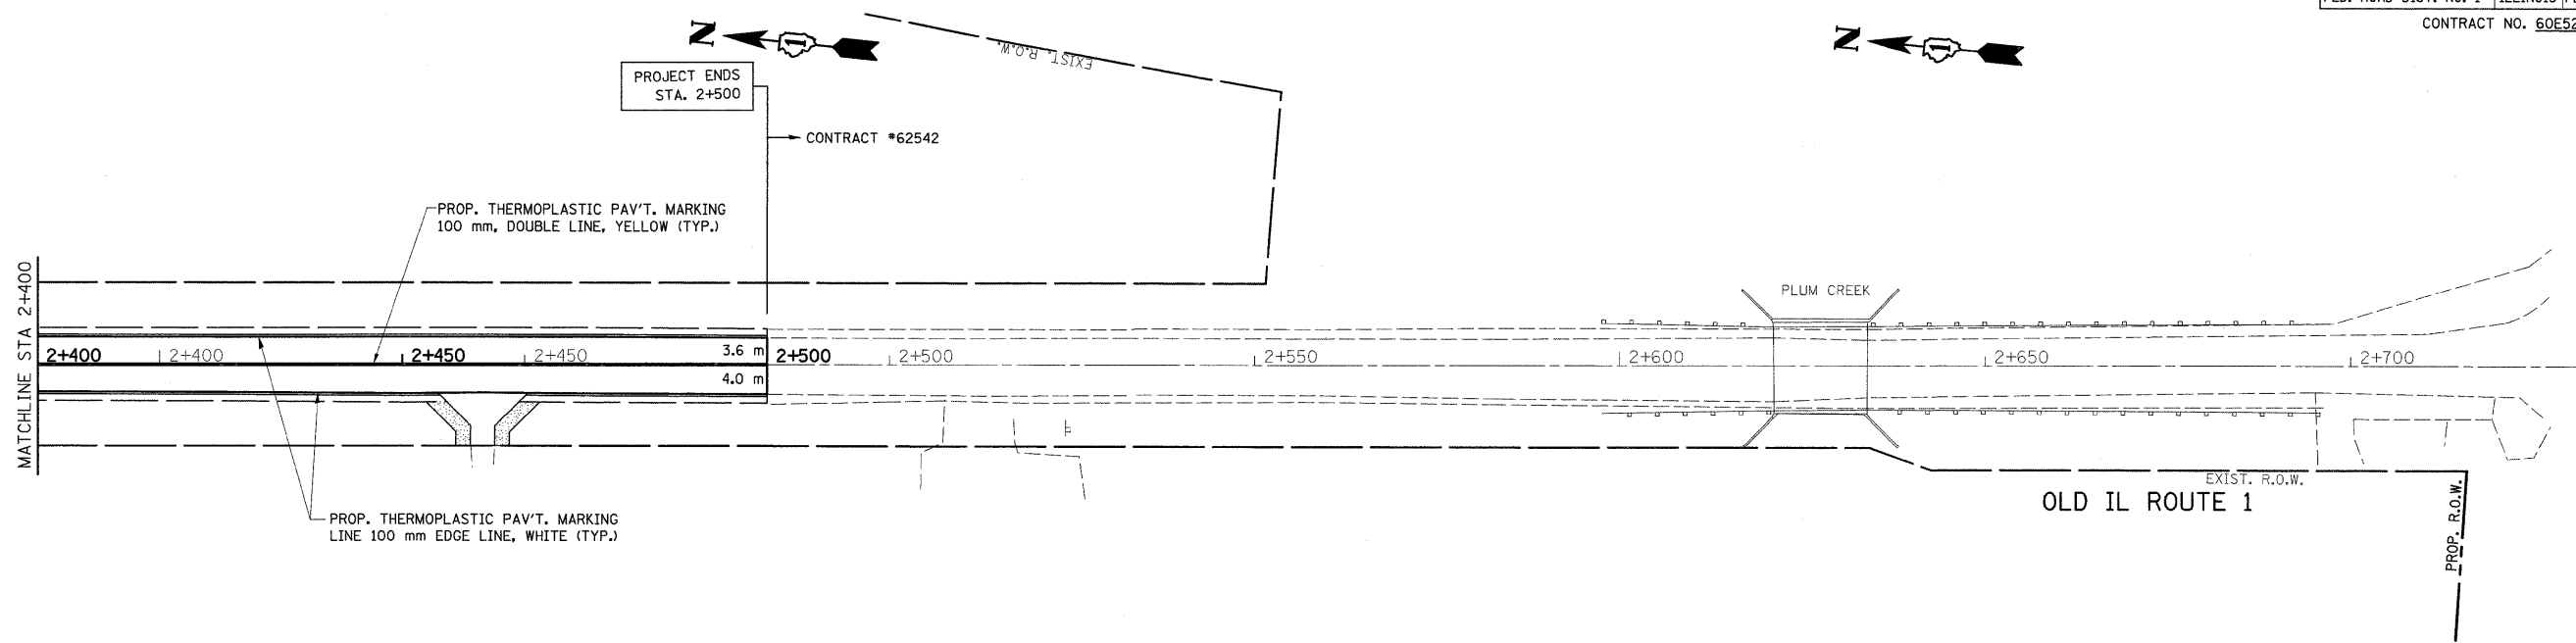 CONTRACT NO. 60E52
N 1
N 1
EXIST. R.O.W.
PROJECT ENDS
STA. 2+500
CONTRACT #62542
PROP. THERMOPLASTIC PAV'T. MARKING
100 mm, DOUBLE LINE, YELLOW (TYP.)
MATCHLINE STA 2+400
PLUM CREEK
2+400 2+400 2+450 2+450 3.6 m 2+500 2+500 2+550 2+600 2+650 2+700
4.0 m
EXIST. R.O.W.
OLD IL ROUTE 1
PROP. R.O.W.
PROP. THERMOPLASTIC PAV'T. MARKING
LINE 100 mm EDGE LINE, WHITE (TYP.)